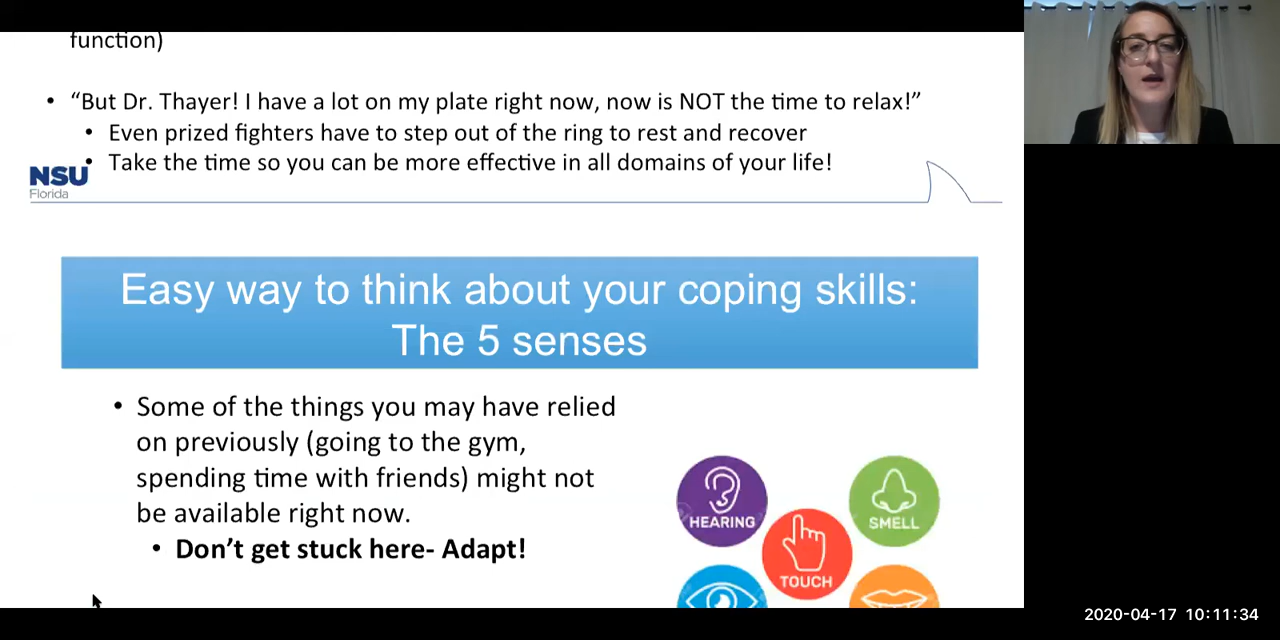 function)
• “But Dr. Thayer! I have a lot on my plate right now, now is NOT the time to relax!”
• Even prized fighters have to step out of the ring to rest and recover
• Take the time so you can be more effective in all domains of your life!
NSU
Florida
Easy way to think about your coping skills:
The 5 senses
• Some of the things you may have relied
on previously (going to the gym,
spending time with friends) might not
be available right now.
• Don’t get stuck here- Adapt!
HEARING
SMELL
TOUCH
2020-04-17 10:11:34